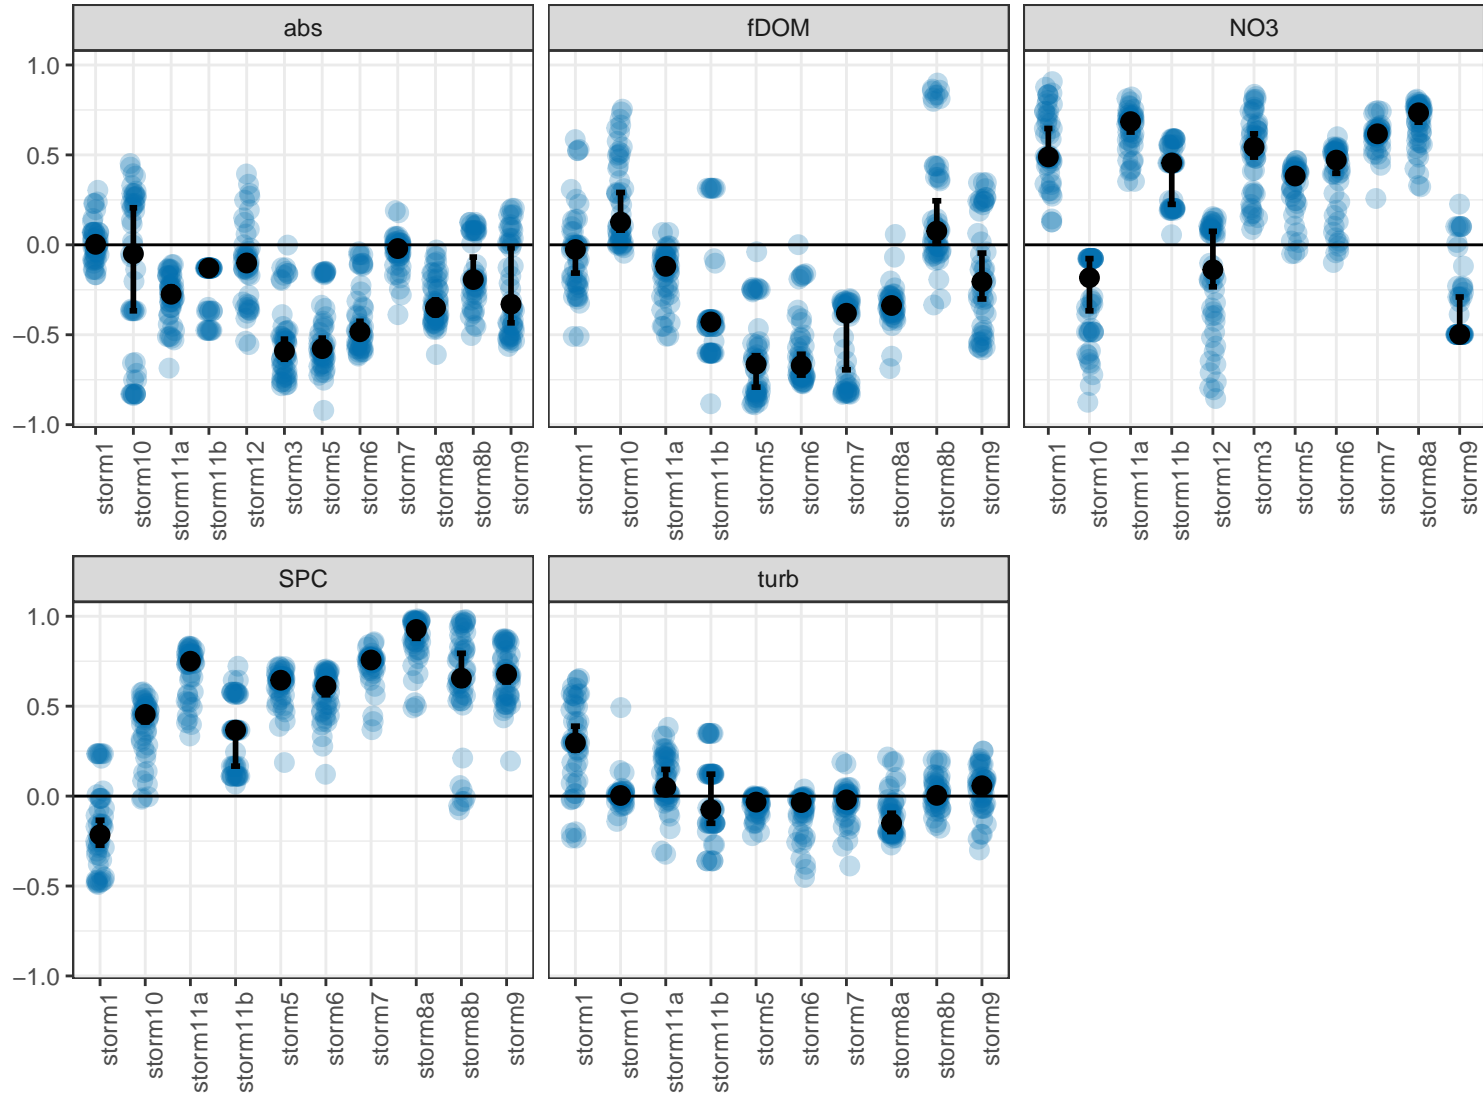 abs fDOM NO3
1.0
0.5
0.0
−0.5
−1.0
storm1 storm10 storm11a storm11b storm12 storm3 storm5 storm6 storm7 storm8a storm8b storm9
storm1 storm10 storm11a storm11b storm5 storm6 storm7 storm8a storm8b storm9
storm1 storm10 storm11a storm11b storm12 storm3 storm5 storm6 storm7 storm8a storm9
SPC turb
1.0
0.5
0.0
−0.5
−1.0
storm1 storm10 storm11a storm11b storm5 storm6 storm7 storm8a storm8b storm9
storm1 storm10 storm11a storm11b storm5 storm6 storm7 storm8a storm8b storm9